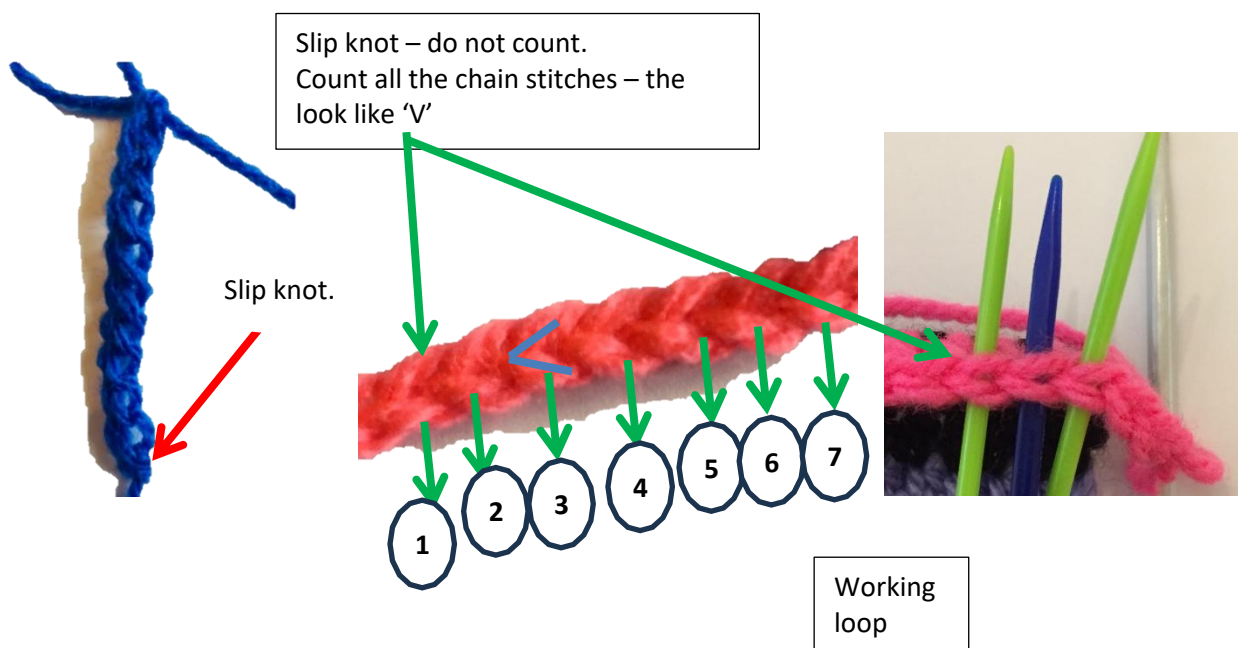 Slip knot – do not count.
Count all the chain stitches – the
look like ‘V’
Slip knot.
1
2
3
4
5
6
7
Working
loop